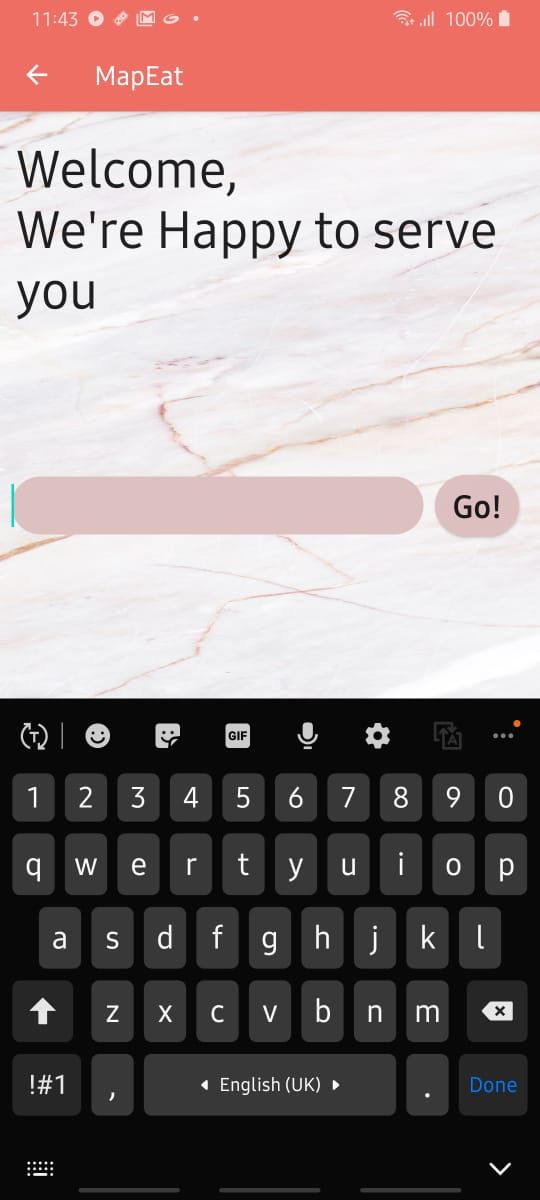 11:43 100%
MapEat
Welcome,
We're Happy to serve
you
Go!
GIF
1 2 3 4 5 6 7 8 9 0
q w e r t y u i o p
a s d f g h j k l
z x c v b n m
!#1 , English (UK) . Done